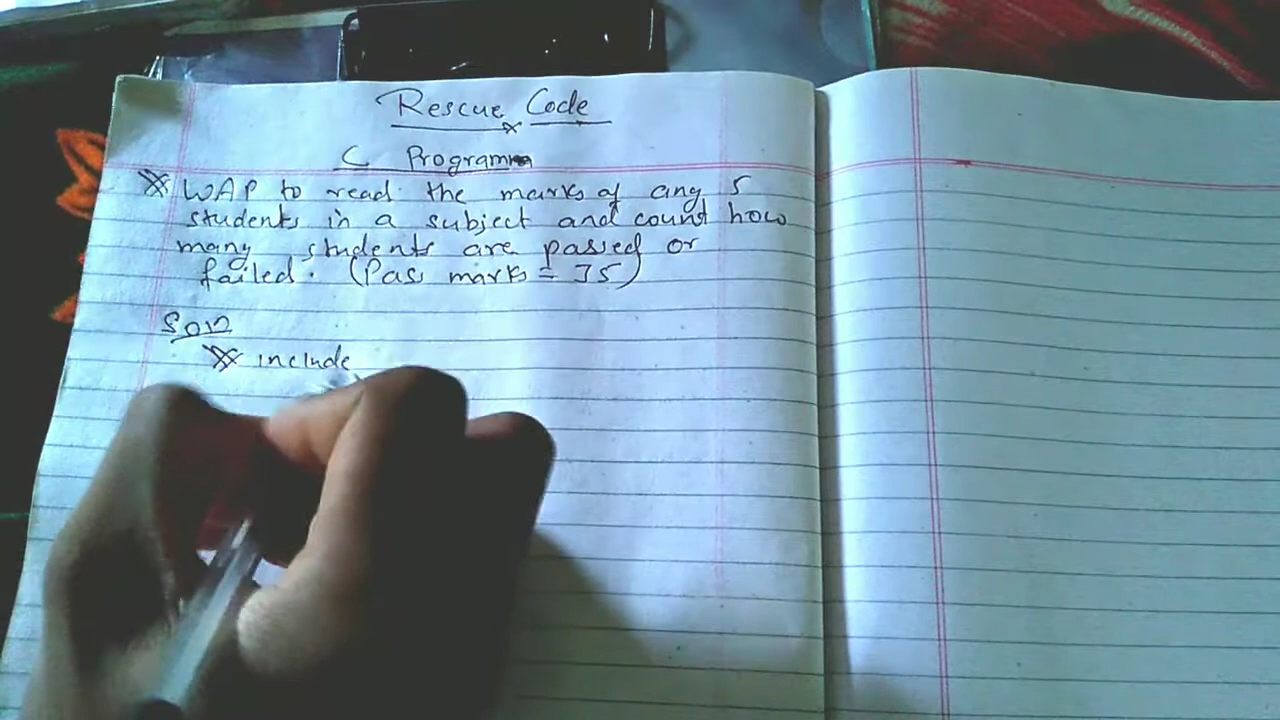 Rescue Code
C Program
WAP to read the marks of any 5
students in a subject and count how
many students are passed or
failed. (Pass marks = 35)
Soln
# include